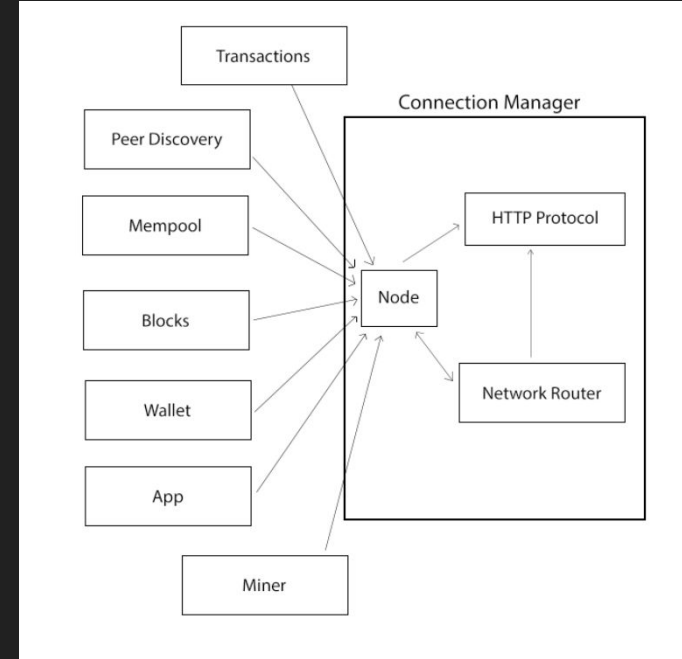 Transactions
Connection Manager
Peer Discovery
HTTP Protocol
Mempool
Node
Blocks
Network Router
Wallet
App
Miner